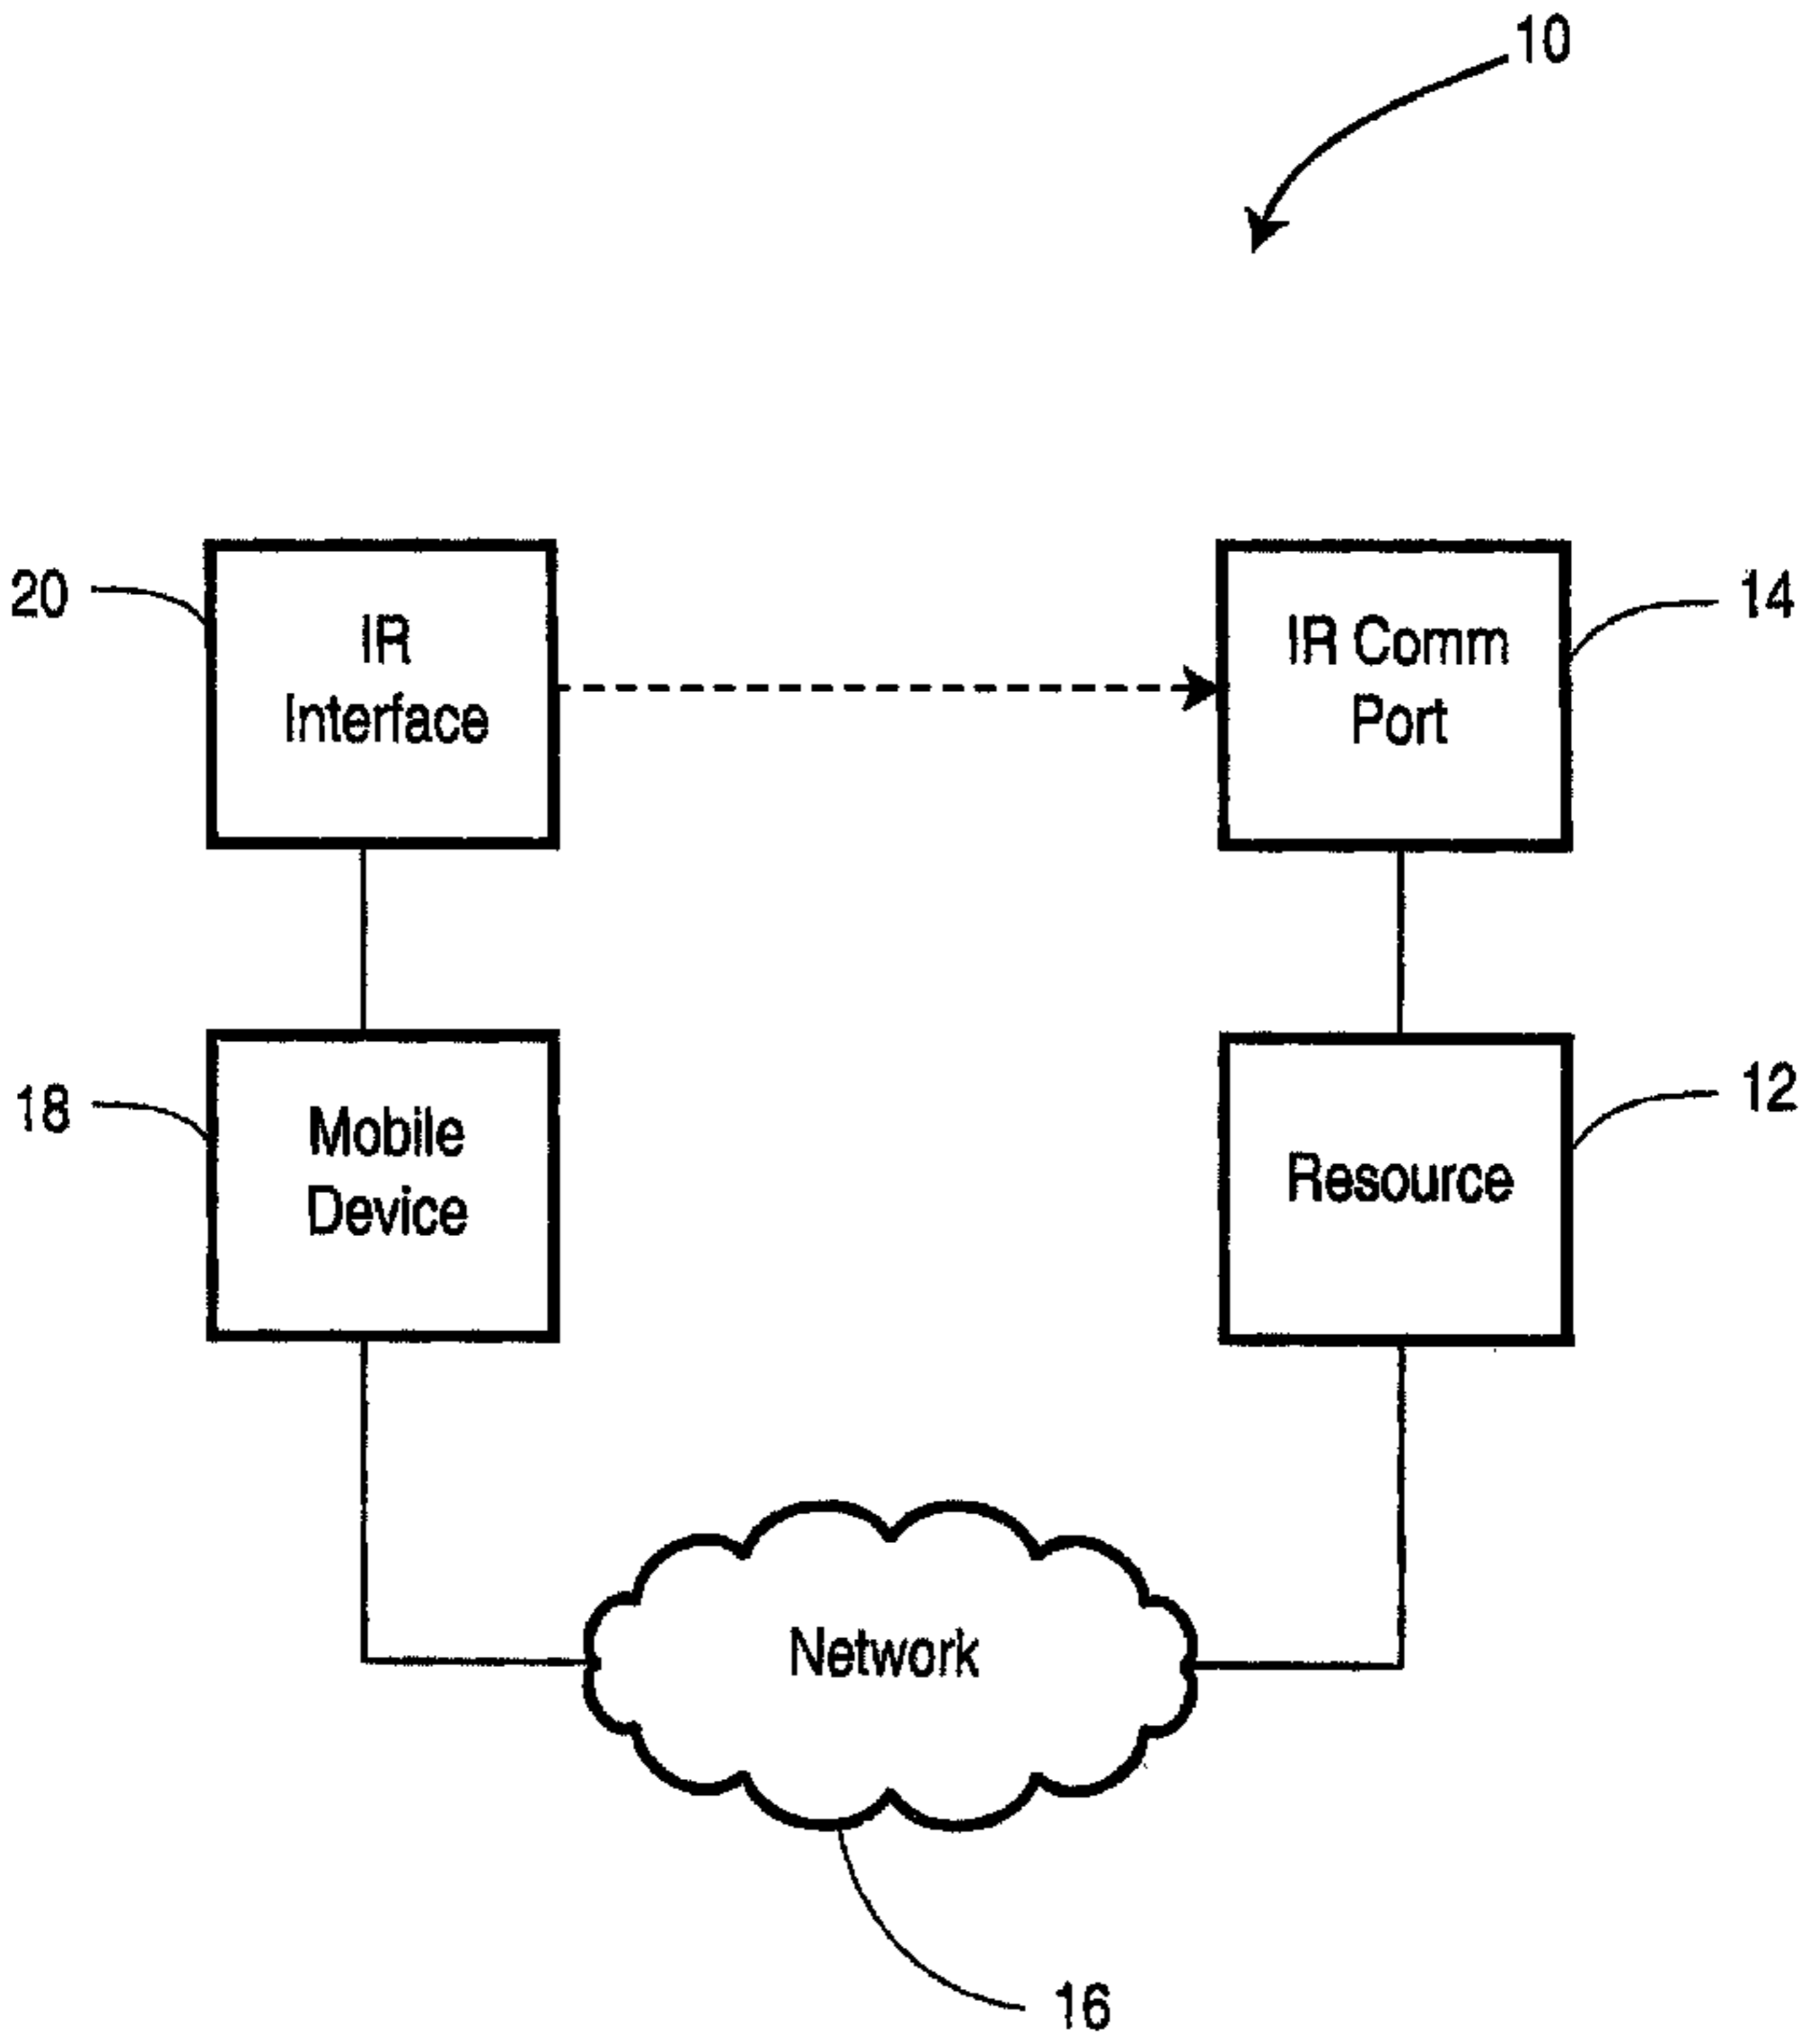 10
20
IR
Interface
IR Comm
Port
14
18
Mobile
Device
Resource
12
Network
16